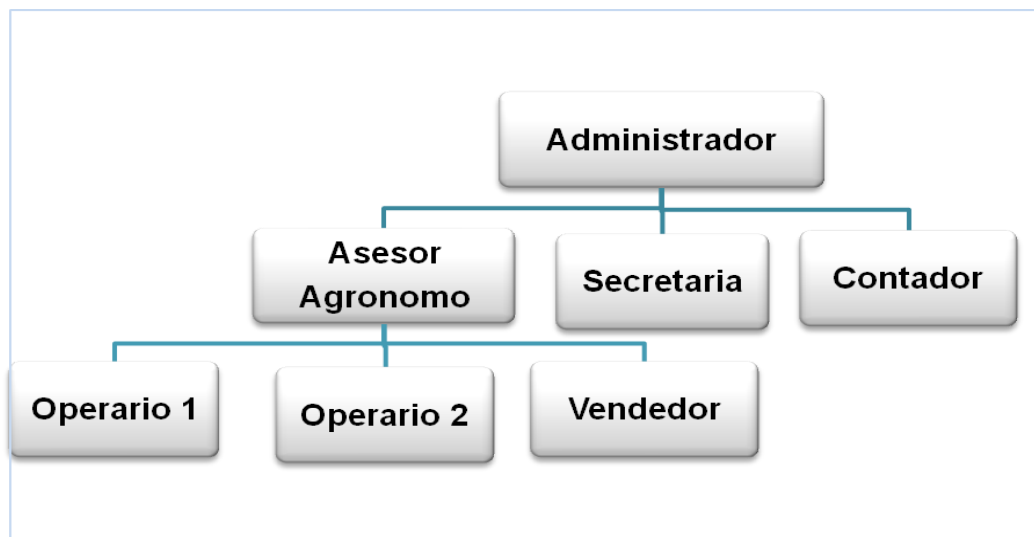 Administrador
Asesor
Agronomo
Secretaria
Contador
Operario 1
Operario 2
Vendedor